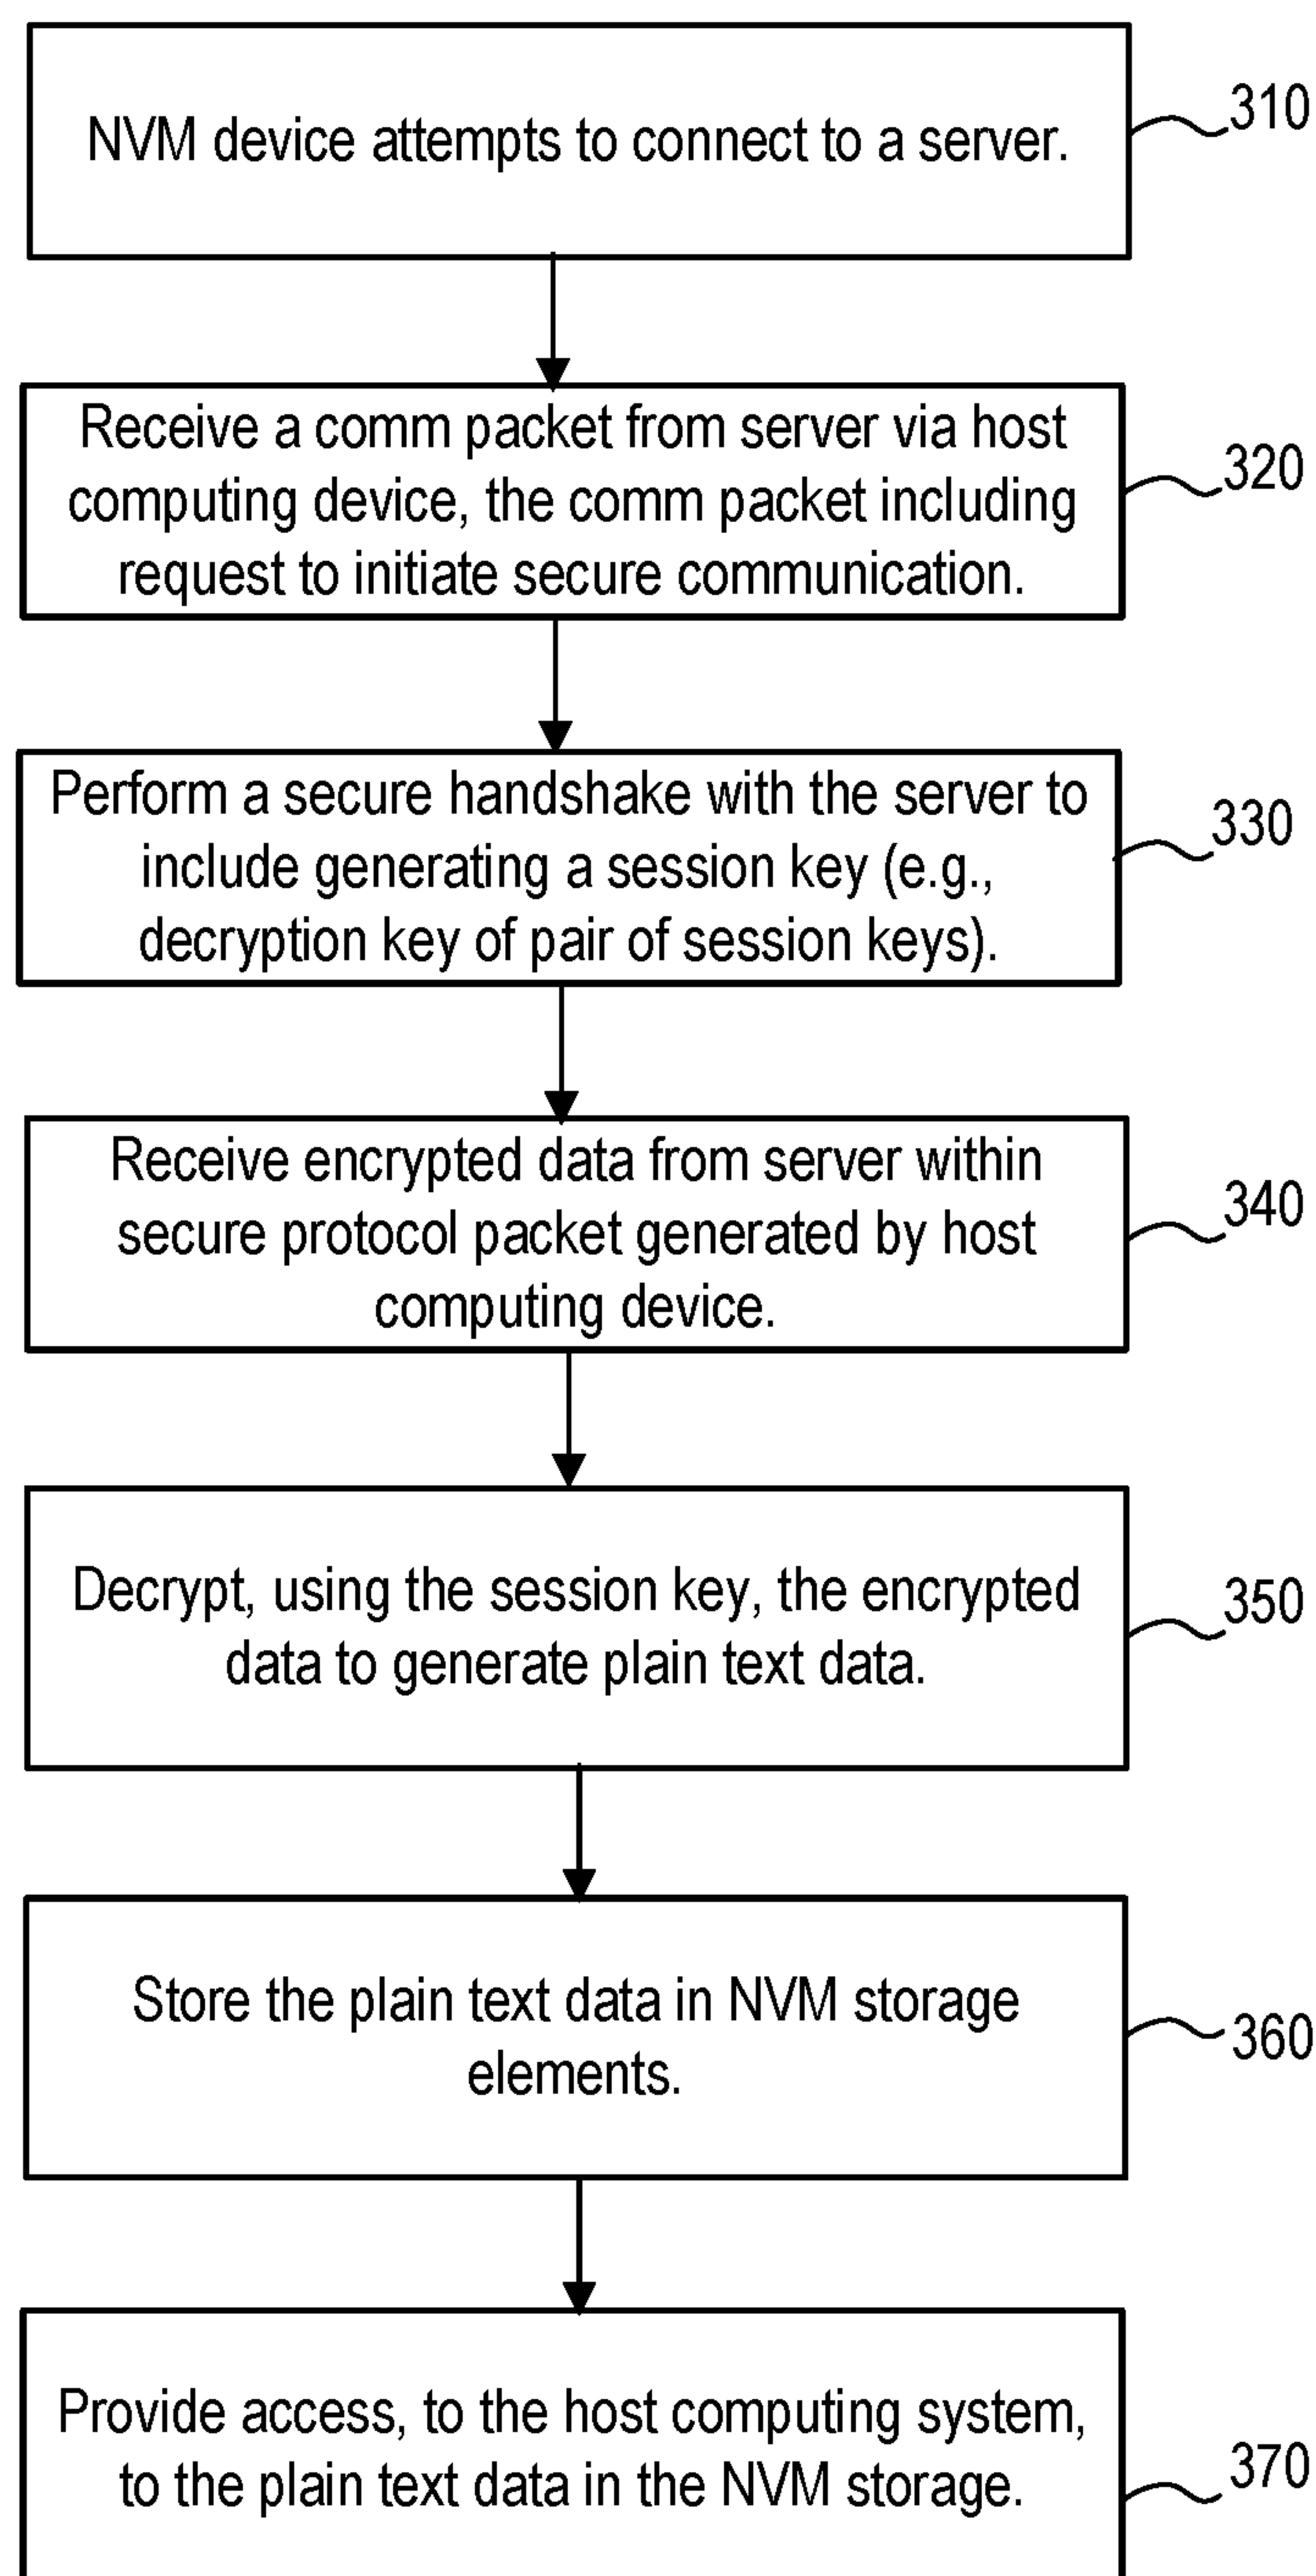 NVM device attempts to connect to a server.
310
Receive a comm packet from server via host
computing device, the comm packet including
request to initiate secure communication.
320
Perform a secure handshake with the server to
include generating a session key (e.g.,
decryption key of pair of session keys).
330
Receive encrypted data from server within
secure protocol packet generated by host
computing device.
340
Decrypt, using the session key, the encrypted
data to generate plain text data.
350
Store the plain text data in NVM storage
elements.
360
Provide access, to the host computing system,
to the plain text data in the NVM storage.
370